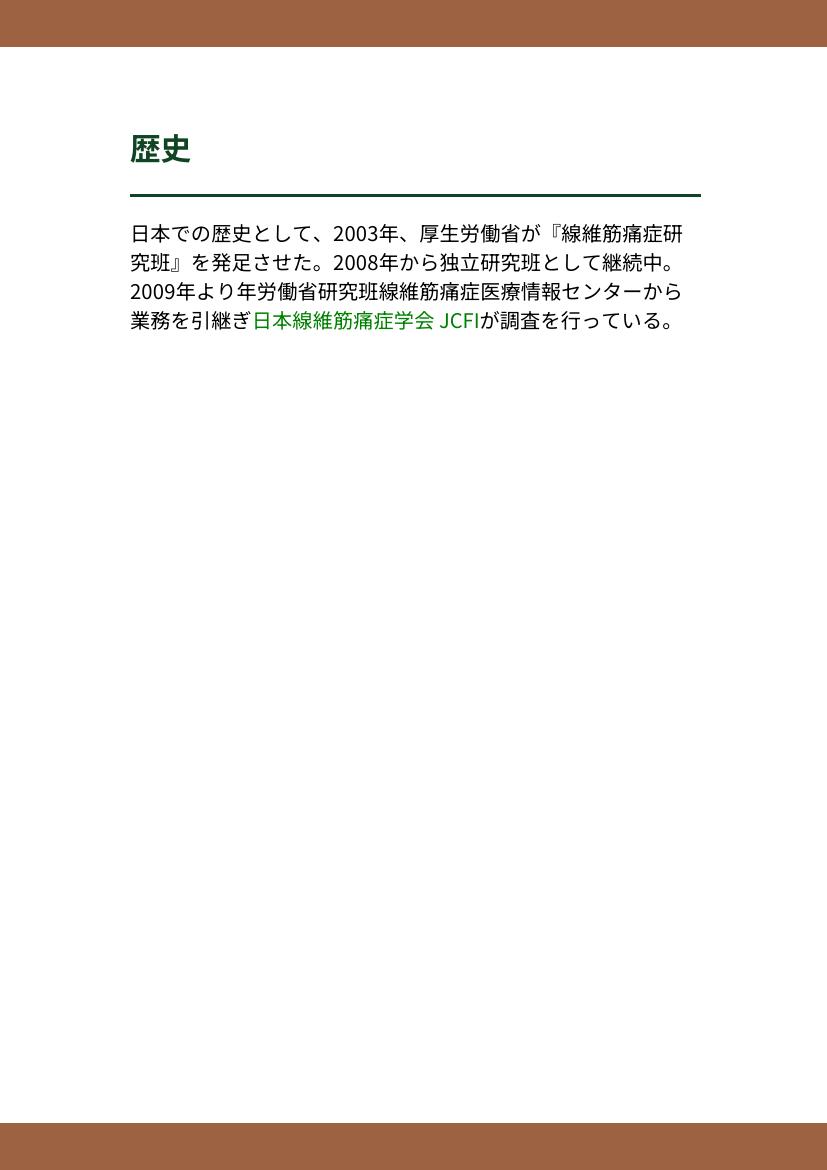 歴史
日本での歴史として、2003年、厚生労働省が『線維筋痛症研
究班』を発足させた。2008年から独立研究班として継続中。
2009年より年労働省研究班線維筋痛症医療情報センターから
業務を引継ぎ日本線維筋痛症学会 JCFIが調査を行っている。